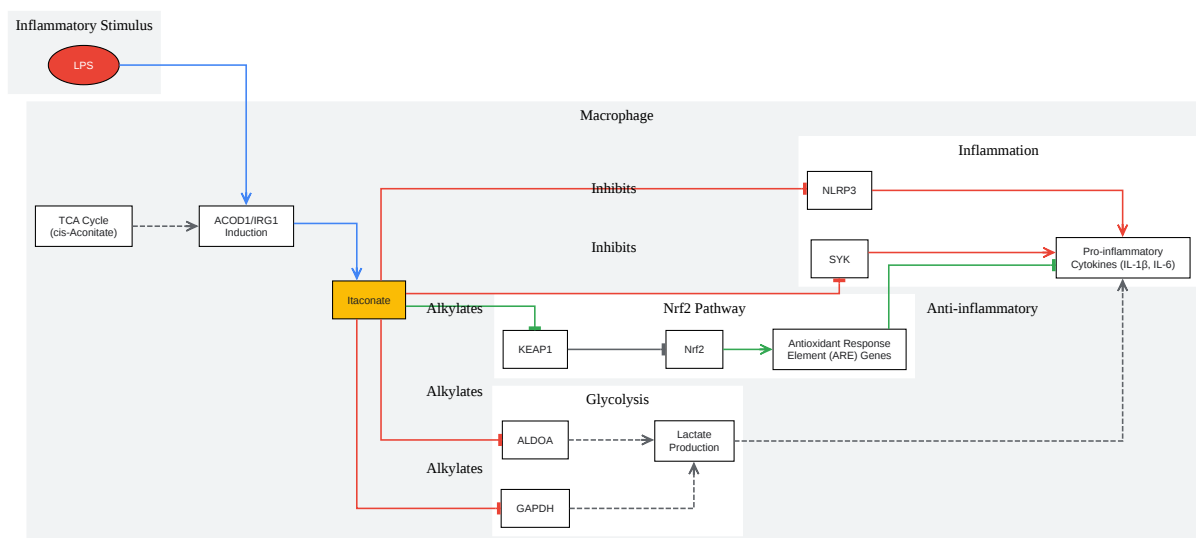 Inflammatory Stimulus
LPS
Macrophage
Inflammation
Inhibits
NLRP3
TCA Cycle
(cis-Aconitate)
ACOD1/IRG1
Induction
Inhibits
SYK
Pro-inflammatory
Cytokines (IL-1β, IL-6)
Itaconate
Alkylates
Nrf2 Pathway
Anti-inflammatory
KEAP1
Nrf2
Antioxidant Response
Element (ARE) Genes
Alkylates
Glycolysis
ALDOA
Lactate
Production
Alkylates
GAPDH